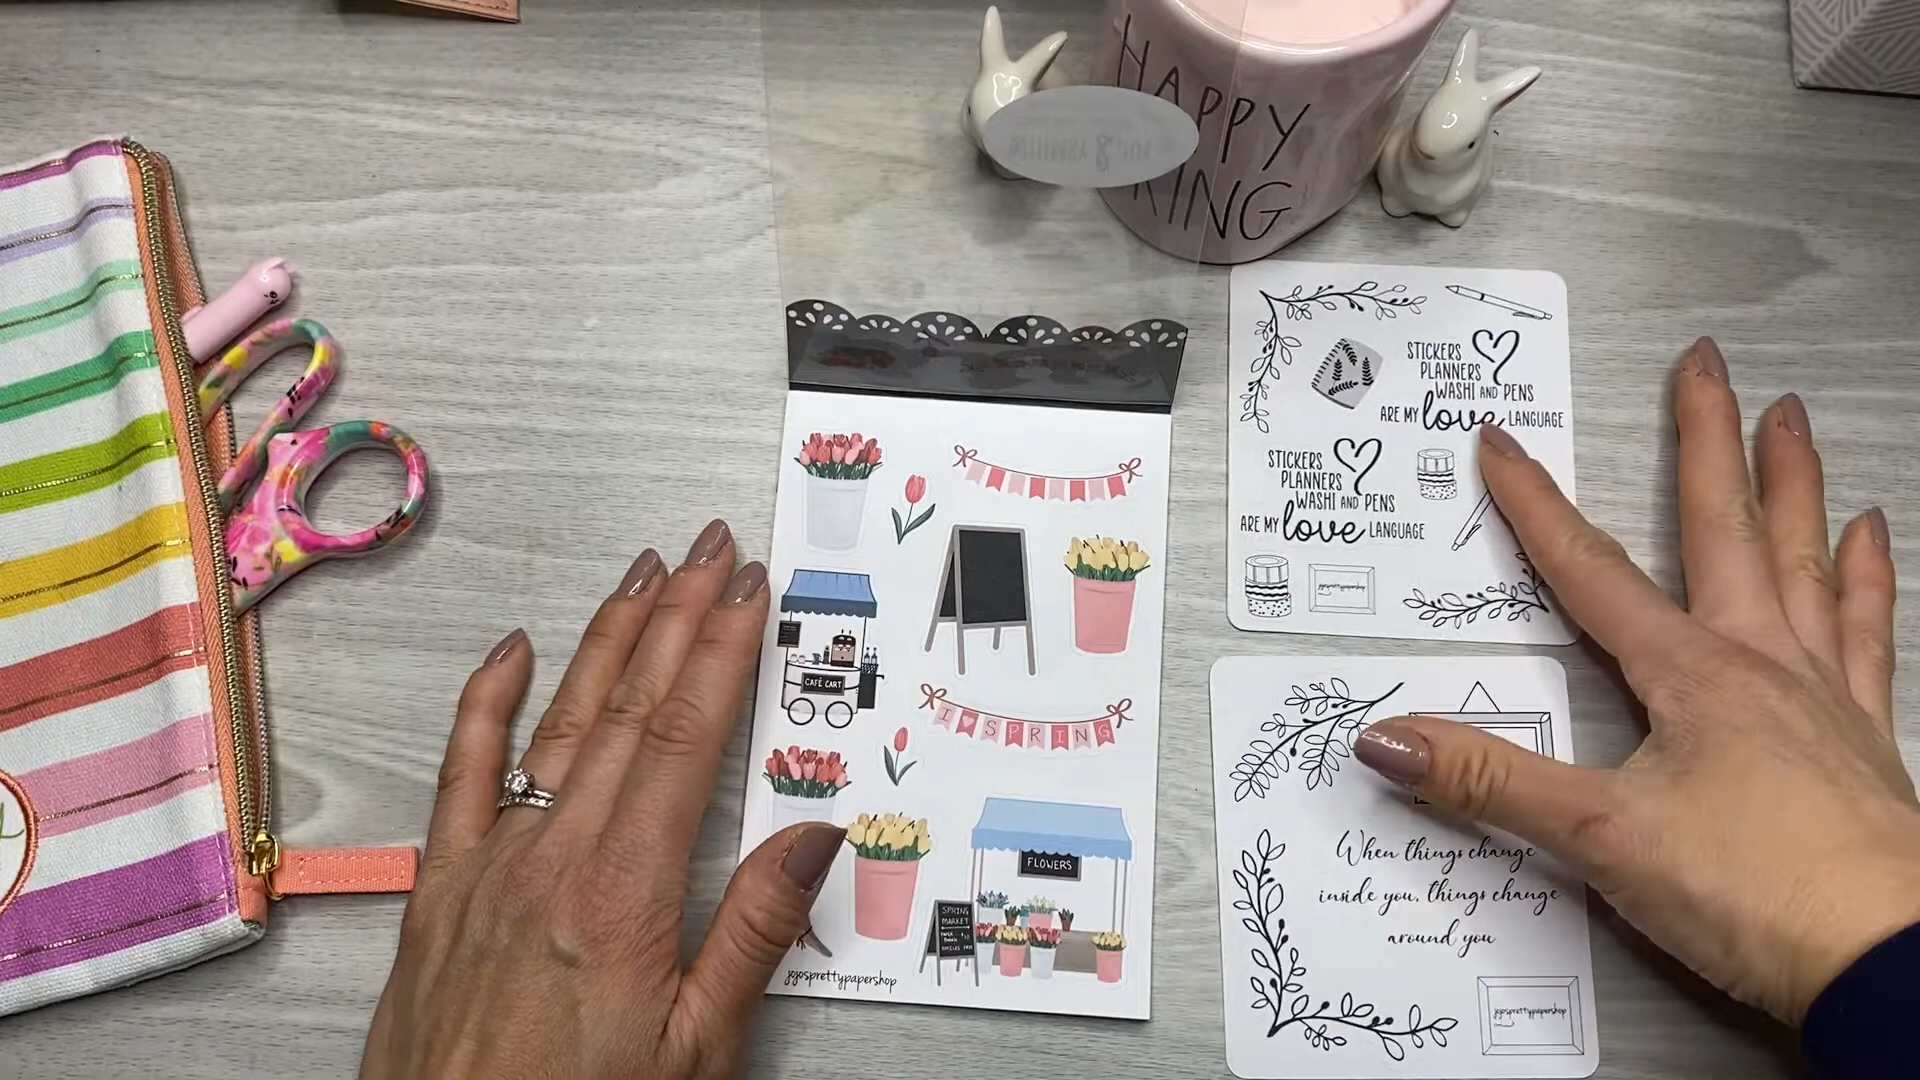 HAPPY
RING
STICKERS
PLANNERS
WASHI AND PENS
ARE MY love LANGUAGE
STICKERS
PLANNERS
WASHI AND PENS
ARE MY love LANGUAGE
jojosprettypapershop
CAFÉ CART
I SPRING
FLOWERS
SPRING
MARKET
jojosprettypapershop
When things change
inside you, things change
around you
jojosprettypapershop